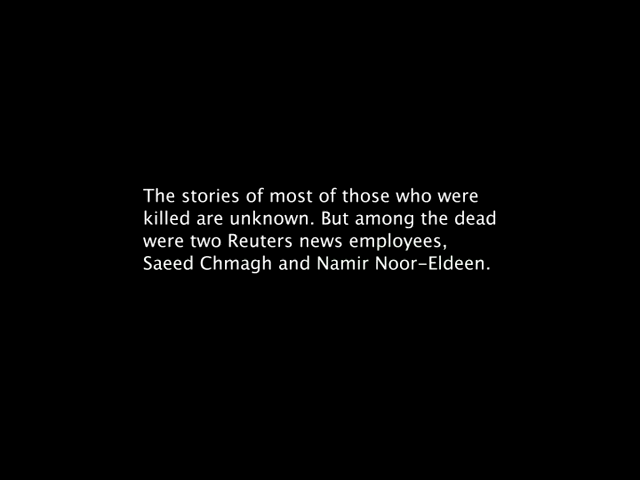 The stories of most of those who were
killed are unknown. But among the dead
were two Reuters news employees,
Saeed Chmagh and Namir Noor-Eldeen.